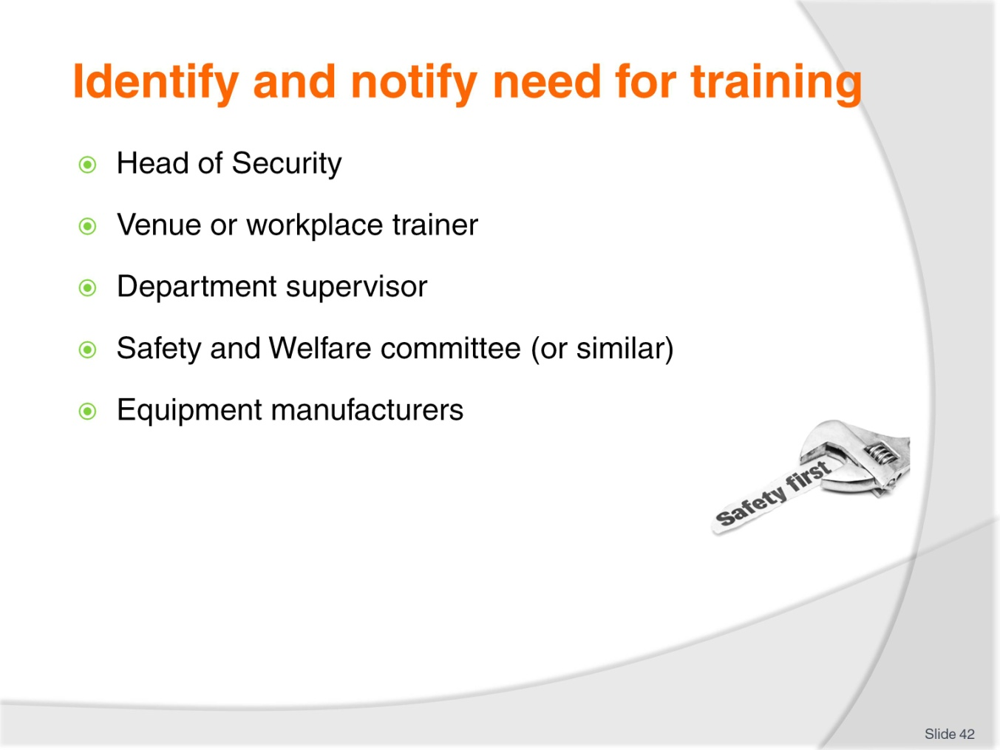 Identify and notify need for training
Head of Security
Venue or workplace trainer
Department supervisor
Safety and Welfare committee (or similar)
Equipment manufacturers
Safety first
Slide 42